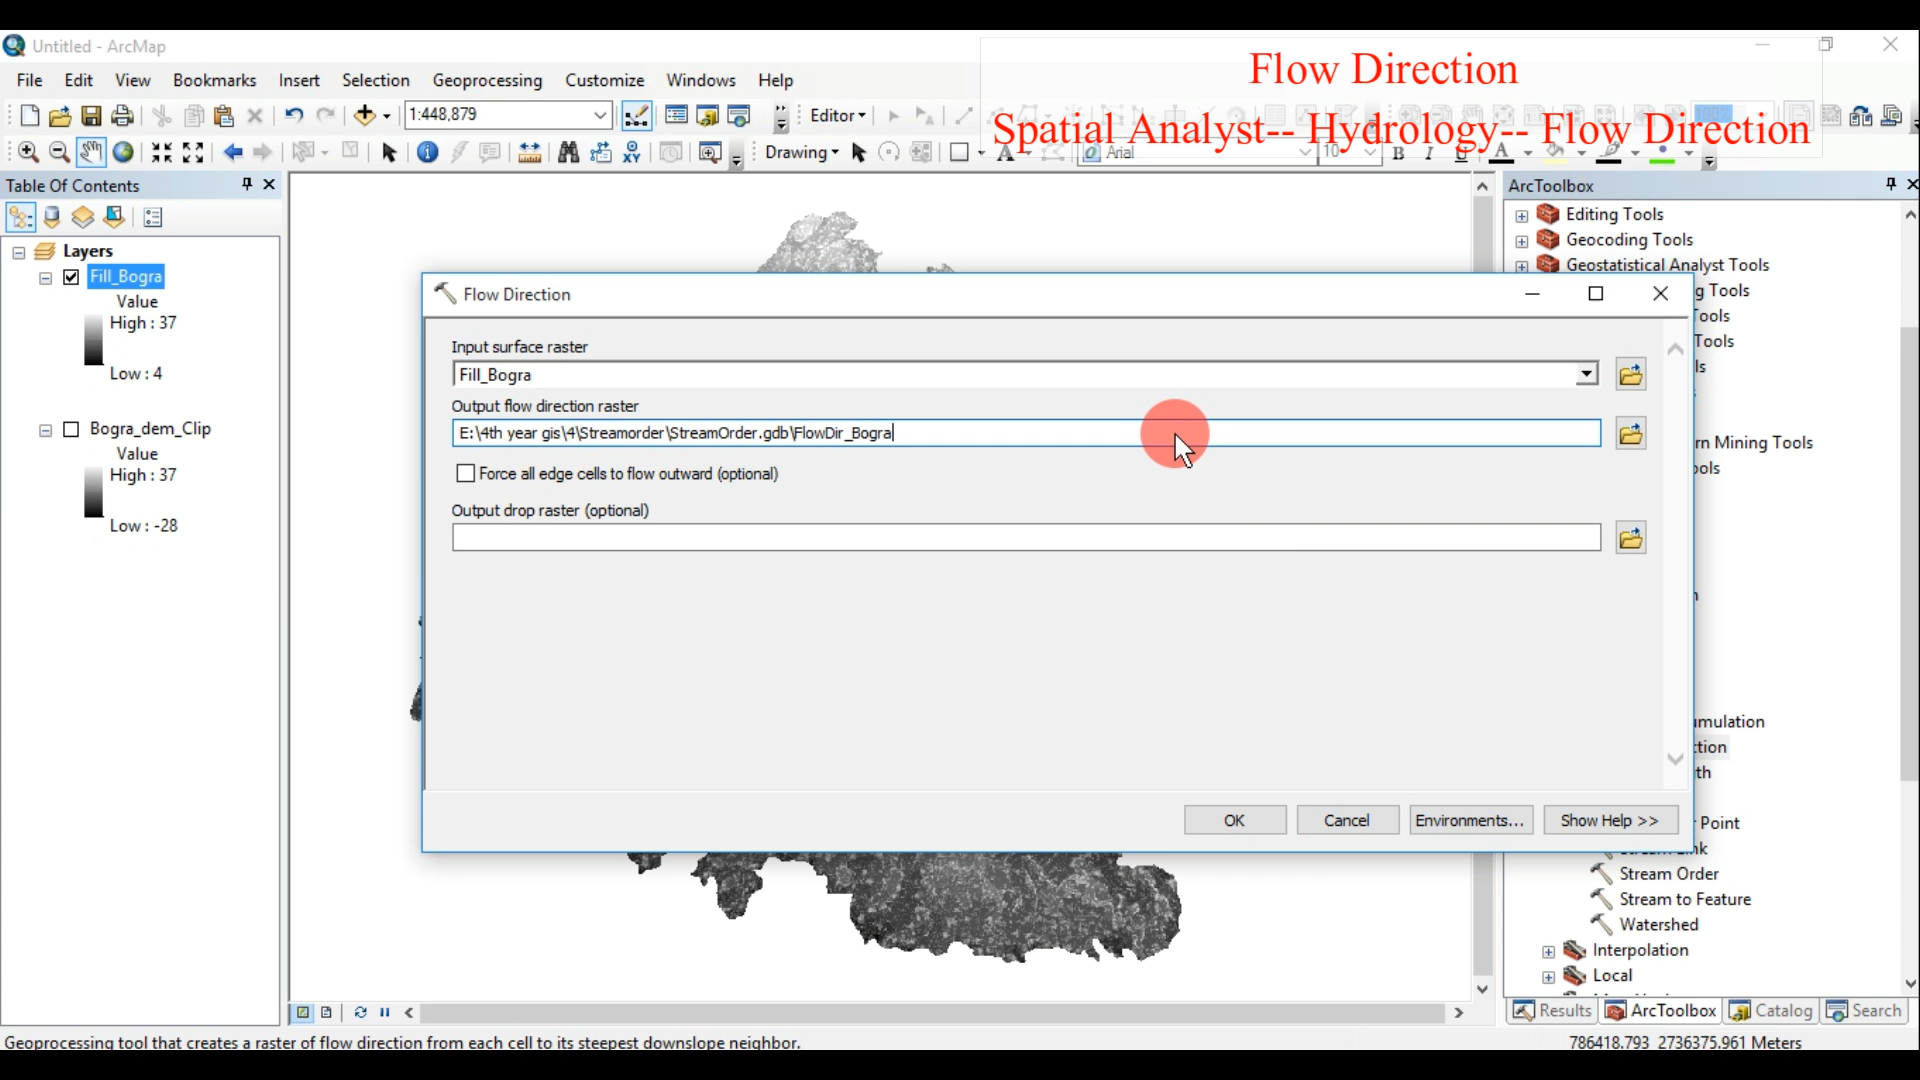 Untitled - ArcMap
Flow Direction
File Edit View Bookmarks Insert Selection Geoprocessing Customize Windows Help
1:448,879
Editor
Spatial Analyst-- Hydrology-- Flow Direction
Drawing
Arial
10
B I U A
Table Of Contents
ArcToolbox
Layers
Fill_Bogra
Value
High : 37
Low : 4
Bogra_dem_Clip
Value
High : 37
Low : -28
Flow Direction
Input surface raster
Fill_Bogra
Output flow direction raster
E:\4th year gis\4\Streamorder\StreamOrder.gdb\FlowDir_Bogra
Force all edge cells to flow outward (optional)
Output drop raster (optional)
OK Cancel Environments... Show Help >>
Editing Tools
Geocoding Tools
Geostatistical Analyst Tools
g Tools
Tools
Tools
ls
rn Mining Tools
ools
mulation
ction
th
Point
Stream Order
Stream to Feature
Watershed
Interpolation
Local
Results ArcToolbox Catalog Search
Geoprocessing tool that creates a raster of flow direction from each cell to its steepest downslope neighbor.
786418.793 2736375.961 Meters